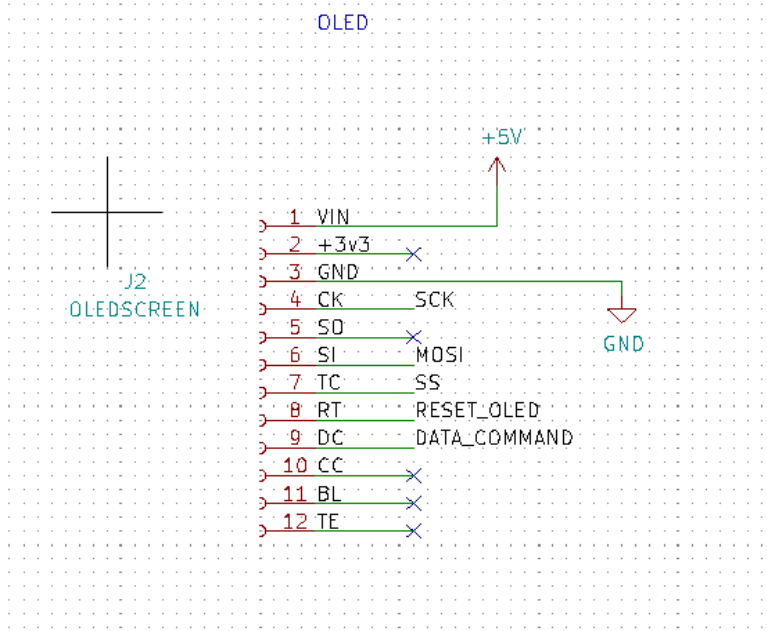 OLED
+5V
1 VIN
2 +3v3
3 GND
J2
OLEDSCREEN
4 CK SCK
5 SO
GND
6 SI MOSI
7 TC SS
8 RT RESET_OLED
9 DC DATA_COMMAND
10 CC
11 BL
12 TE